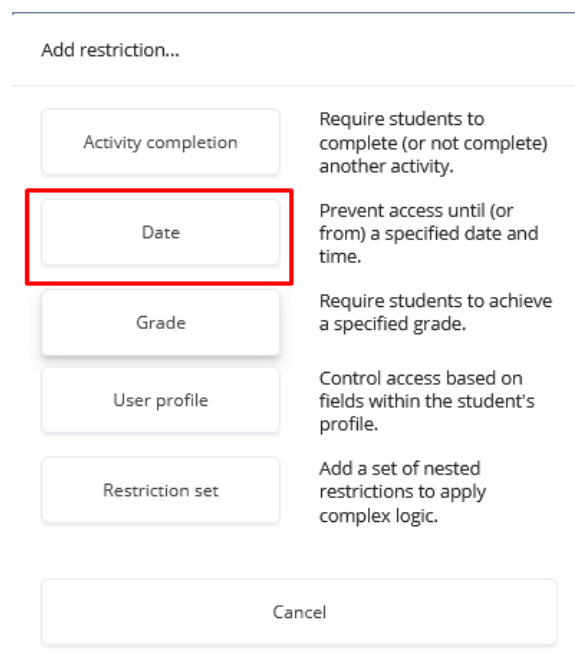 Add restriction...
Activity completion
Require students to
complete (or not complete)
another activity.
Date
Prevent access until (or
from) a specified date and
time.
Grade
Require students to achieve
a specified grade.
User profile
Control access based on
fields within the student's
profile.
Restriction set
Add a set of nested
restrictions to apply
complex logic.
Cancel